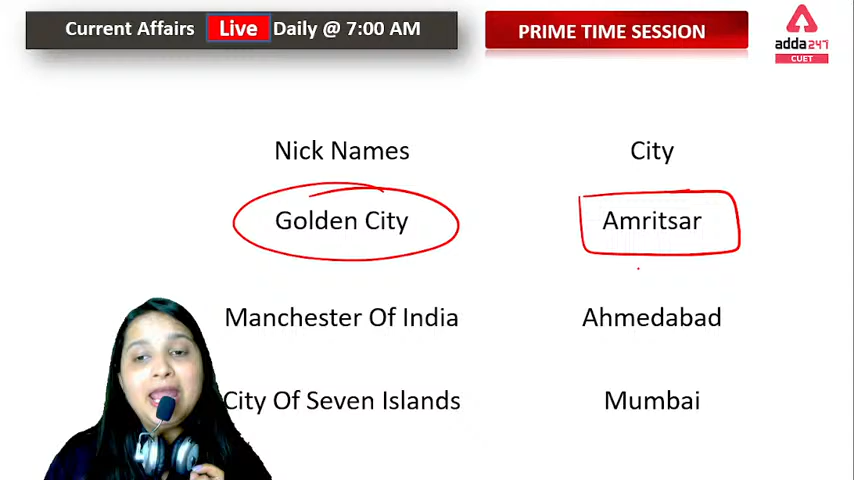 Current Affairs Live Daily @ 7:00 AM
PRIME TIME SESSION
adda247
CUET
Nick Names City
Golden City Amritsar
Manchester Of India Ahmedabad
City Of Seven Islands Mumbai